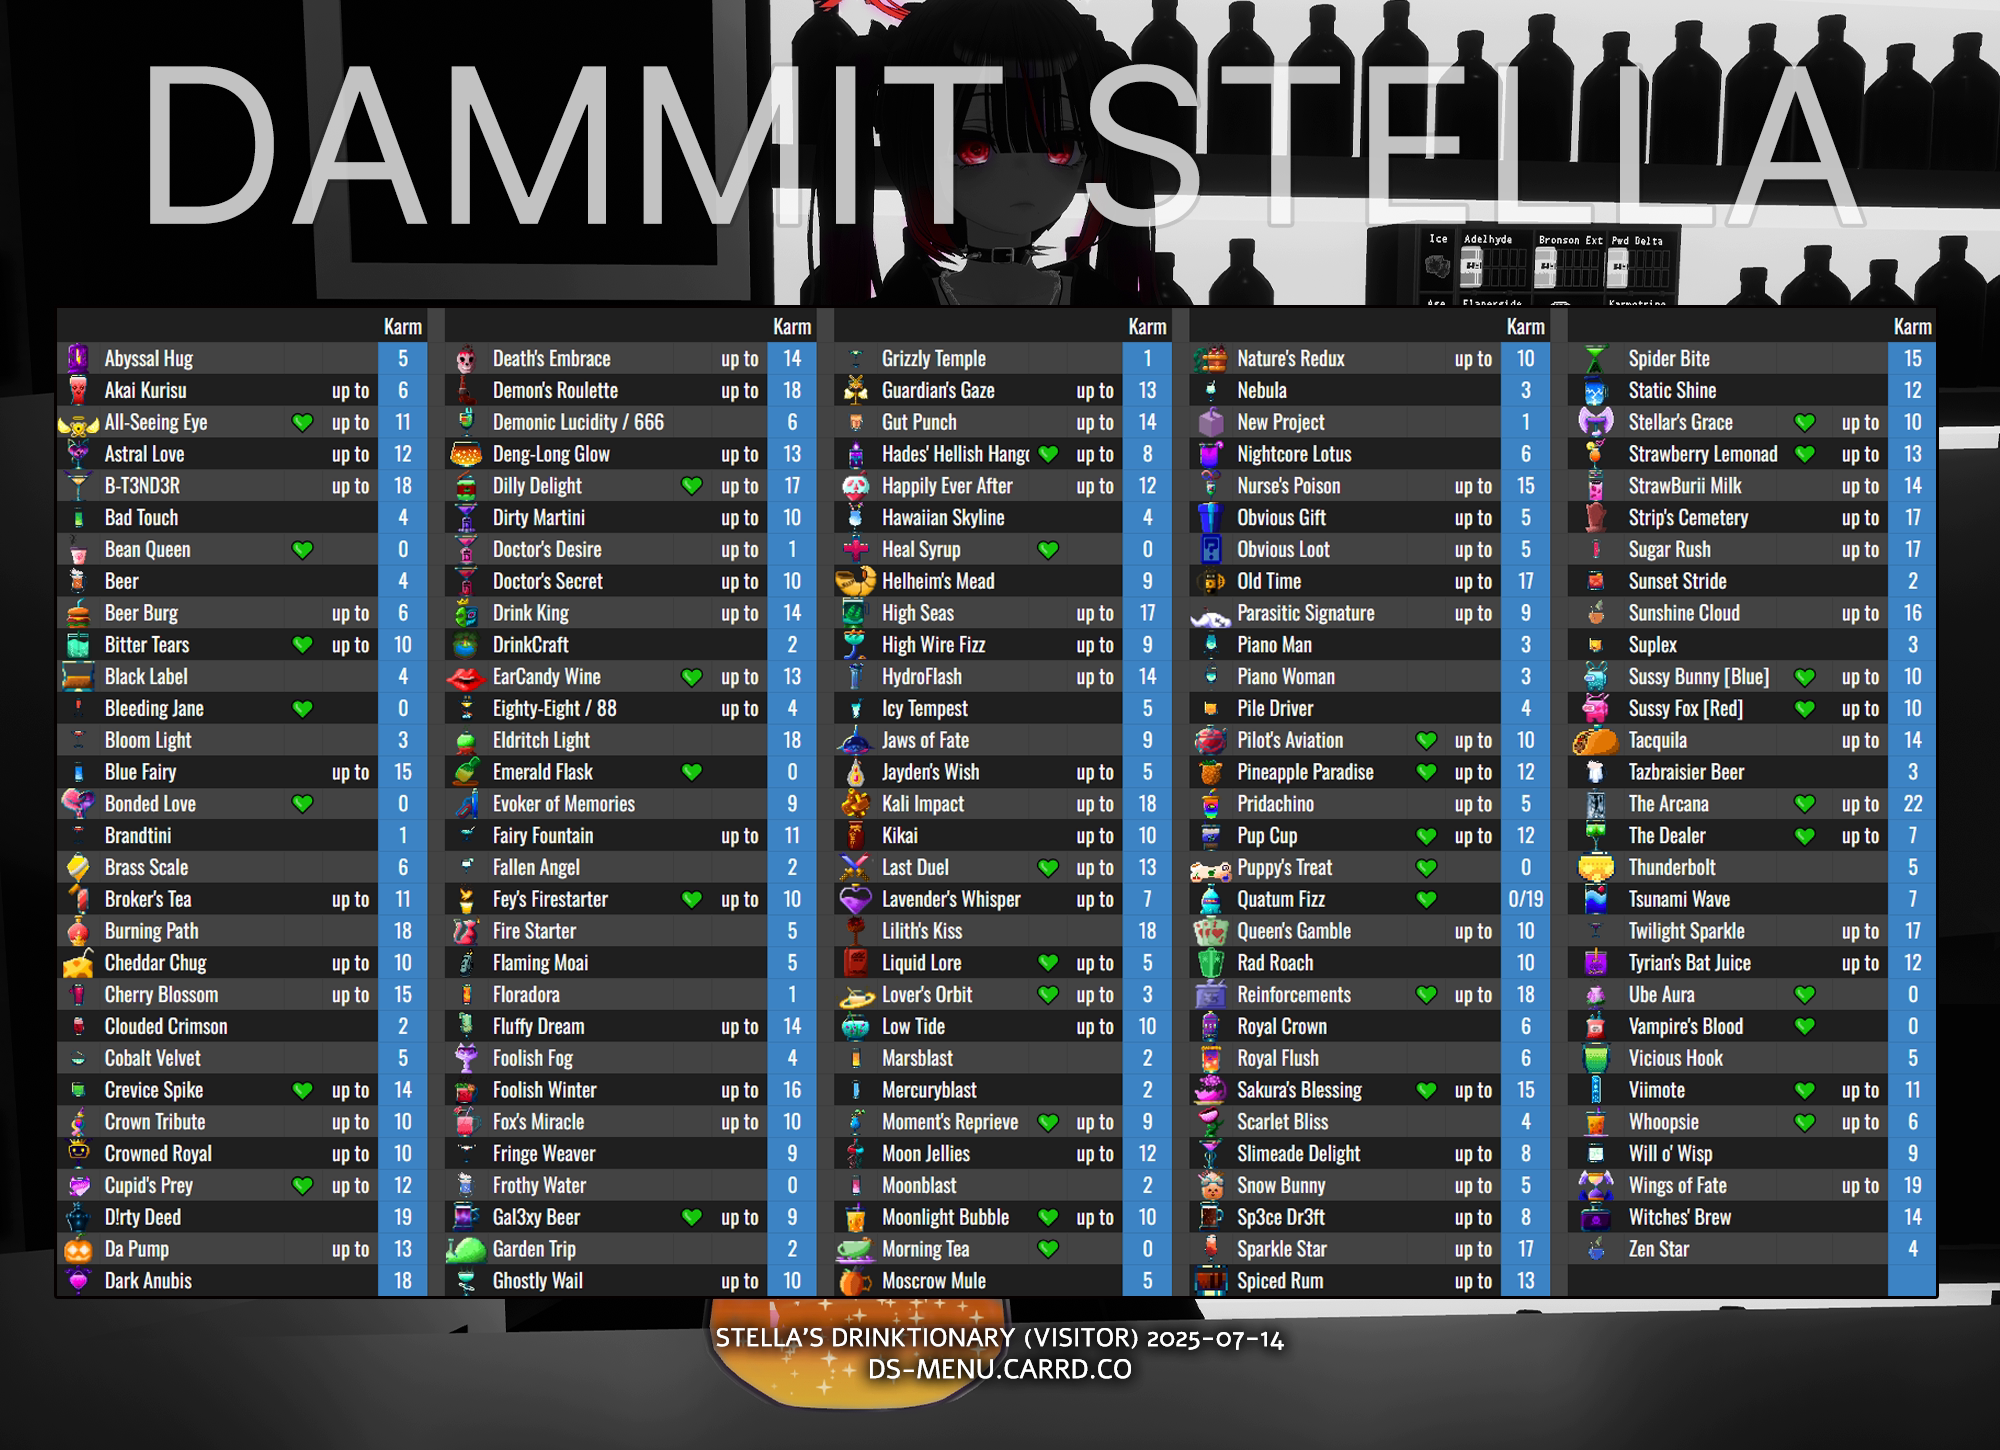 DAMMIT STELLA
Ice Adelhyde Bronson Ext Pwd Delta
Age Flanergide Karmotrine
Karm
Abyssal Hug 5
Akai Kurisu up to 6
All-Seeing Eye up to 11
Astral Love up to 12
B-T3ND3R up to 18
Bad Touch 4
Bean Queen 0
Beer 4
Beer Burg up to 6
Bitter Tears up to 10
Black Label 4
Bleeding Jane 0
Bloom Light 3
Blue Fairy up to 15
Bonded Love 0
Brandtini 1
Brass Scale 6
Broker's Tea up to 11
Burning Path 18
Cheddar Chug up to 10
Cherry Blossom up to 15
Clouded Crimson 2
Cobalt Velvet 5
Crevice Spike up to 14
Crown Tribute up to 10
Crowned Royal up to 10
Cupid's Prey up to 12
D!rty Deed 19
Da Pump up to 13
Dark Anubis 18
Karm
Death's Embrace up to 14
Demon's Roulette up to 18
Demonic Lucidity / 666 6
Deng-Long Glow up to 13
Dilly Delight up to 17
Dirty Martini up to 10
Doctor's Desire up to 1
Doctor's Secret up to 10
Drink King up to 14
DrinkCraft 2
EarCandy Wine up to 13
Eighty-Eight / 88 up to 4
Eldritch Light 18
Emerald Flask 0
Evoker of Memories 9
Fairy Fountain up to 11
Fallen Angel 2
Fey's Firestarter up to 10
Fire Starter 5
Flaming Moai 5
Floradora 1
Fluffy Dream up to 14
Foolish Fog 4
Foolish Winter up to 16
Fox's Miracle up to 10
Fringe Weaver 9
Frothy Water 0
Gal3xy Beer up to 9
Garden Trip 2
Ghostly Wail up to 10
Karm
Grizzly Temple 1
Guardian's Gaze up to 13
Gut Punch up to 14
Hades' Hellish Hango up to 8
Happily Ever After up to 12
Hawaiian Skyline 4
Heal Syrup 0
Helheim's Mead 9
High Seas up to 17
High Wire Fizz up to 9
HydroFlash up to 14
Icy Tempest 5
Jaws of Fate 9
Jayden's Wish up to 5
Kali Impact up to 18
Kikai up to 10
Last Duel up to 13
Lavender's Whisper up to 7
Lilith's Kiss 18
Liquid Lore up to 5
Lover's Orbit up to 3
Low Tide up to 10
Marsblast 2
Mercuryblast 2
Moment's Reprieve up to 9
Moon Jellies up to 12
Moonblast 2
Moonlight Bubble up to 10
Morning Tea 0
Moscrow Mule 5
Karm
Nature's Redux up to 10
Nebula 3
New Project 1
Nightcore Lotus 6
Nurse's Poison up to 15
Obvious Gift up to 5
Obvious Loot up to 5
Old Time up to 17
Parasitic Signature up to 9
Piano Man 3
Piano Woman 3
Pile Driver 4
Pilot's Aviation up to 10
Pineapple Paradise up to 12
Pridachino up to 5
Pup Cup up to 12
Puppy's Treat 0
Quatum Fizz 0/19
Queen's Gamble up to 10
Rad Roach 10
Reinforcements up to 18
Royal Crown 6
Royal Flush 6
Sakura's Blessing up to 15
Scarlet Bliss 4
Slimeade Delight up to 8
Snow Bunny up to 5
Sp3ce Dr3ft up to 8
Sparkle Star up to 17
Spiced Rum up to 13
Karm
Spider Bite 15
Static Shine 12
Stellar's Grace up to 10
Strawberry Lemonad up to 13
StrawBurii Milk up to 14
Strip's Cemetery up to 17
Sugar Rush up to 17
Sunset Stride 2
Sunshine Cloud up to 16
Suplex 3
Sussy Bunny [Blue] up to 10
Sussy Fox [Red] up to 10
Tacquila up to 14
Tazbraisier Beer 3
The Arcana up to 22
The Dealer up to 7
Thunderbolt 5
Tsunami Wave 7
Twilight Sparkle up to 17
Tyrian's Bat Juice up to 12
Ube Aura 0
Vampire's Blood 0
Vicious Hook 5
Viimote up to 11
Whoopsie up to 6
Will o' Wisp 9
Wings of Fate up to 19
Witches' Brew 14
Zen Star 4
STELLA'S DRINKTIONARY (VISITOR) 2025-07-14
DS-MENU.CARRD.CO